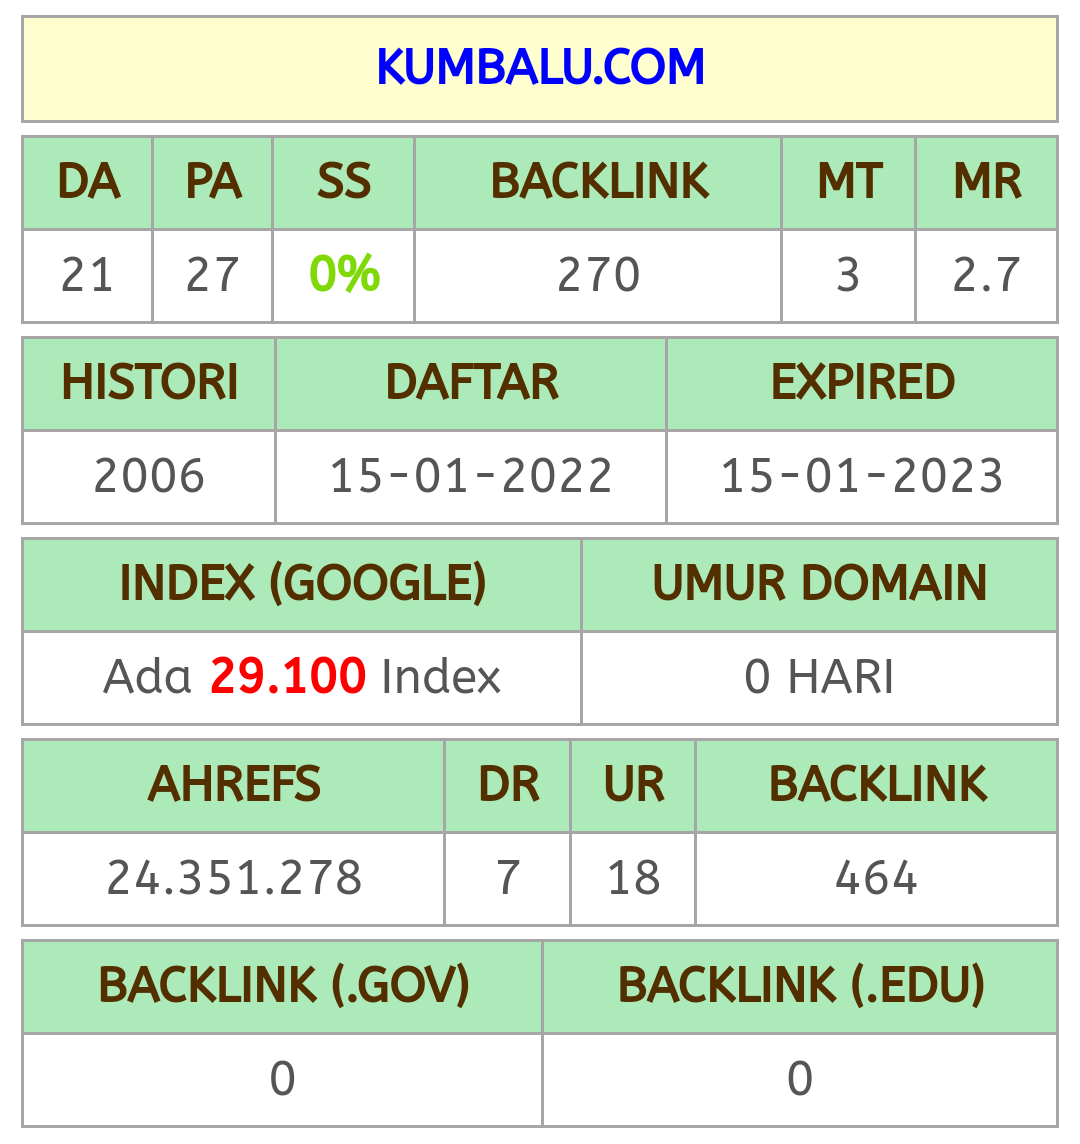 KUMBALU.COM
DA PA SS BACKLINK MT MR
21 27 0% 270 3 2.7
HISTORI DAFTAR EXPIRED
2006 15-01-2022 15-01-2023
INDEX (GOOGLE) UMUR DOMAIN
Ada 29.100 Index 0 HARI
AHREFS DR UR BACKLINK
24.351.278 7 18 464
BACKLINK (.GOV) BACKLINK (.EDU)
0 0